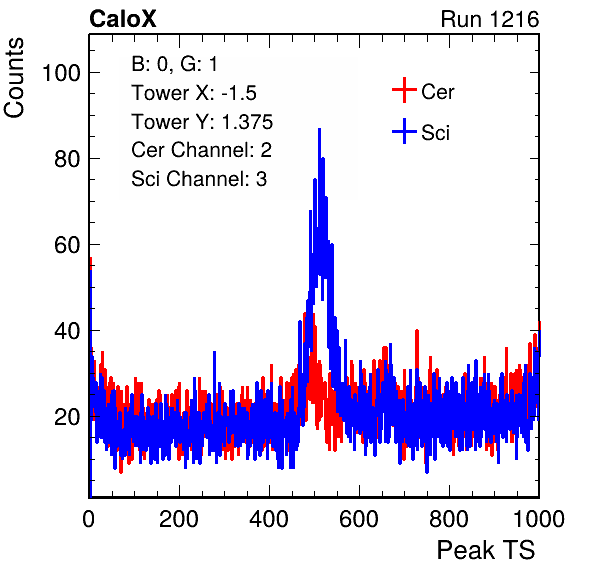 CaloX Run 1216
Counts
B: 0, G: 1
Tower X: -1.5
Tower Y: 1.375
Cer Channel: 2
Sci Channel: 3
Cer
Sci
100
80
60
40
20
0 200 400 600 800 1000
Peak TS